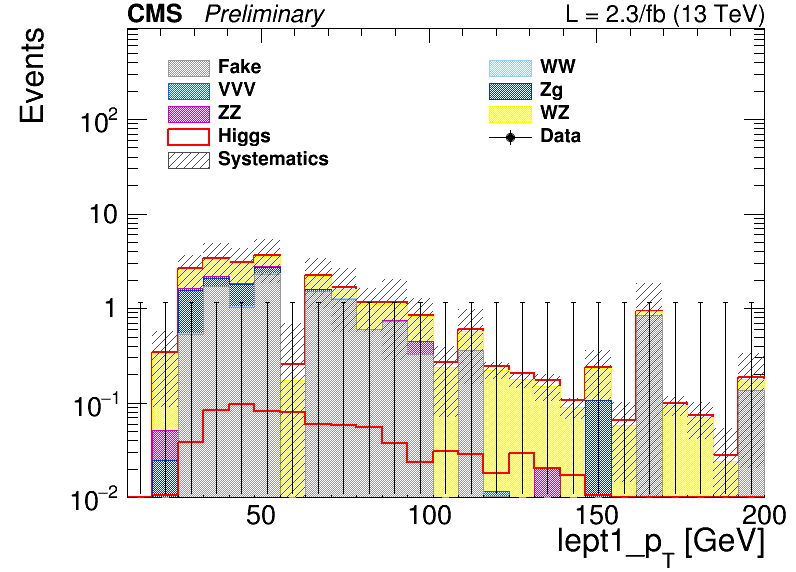 CMS Preliminary L = 2.3/fb (13 TeV)
Events
Fake
VVV
ZZ
Higgs
Systematics
WW
Zg
WZ
Data
10²
10
1
10⁻¹
10⁻²
50 100 150 200
lept1_p_T [GeV]